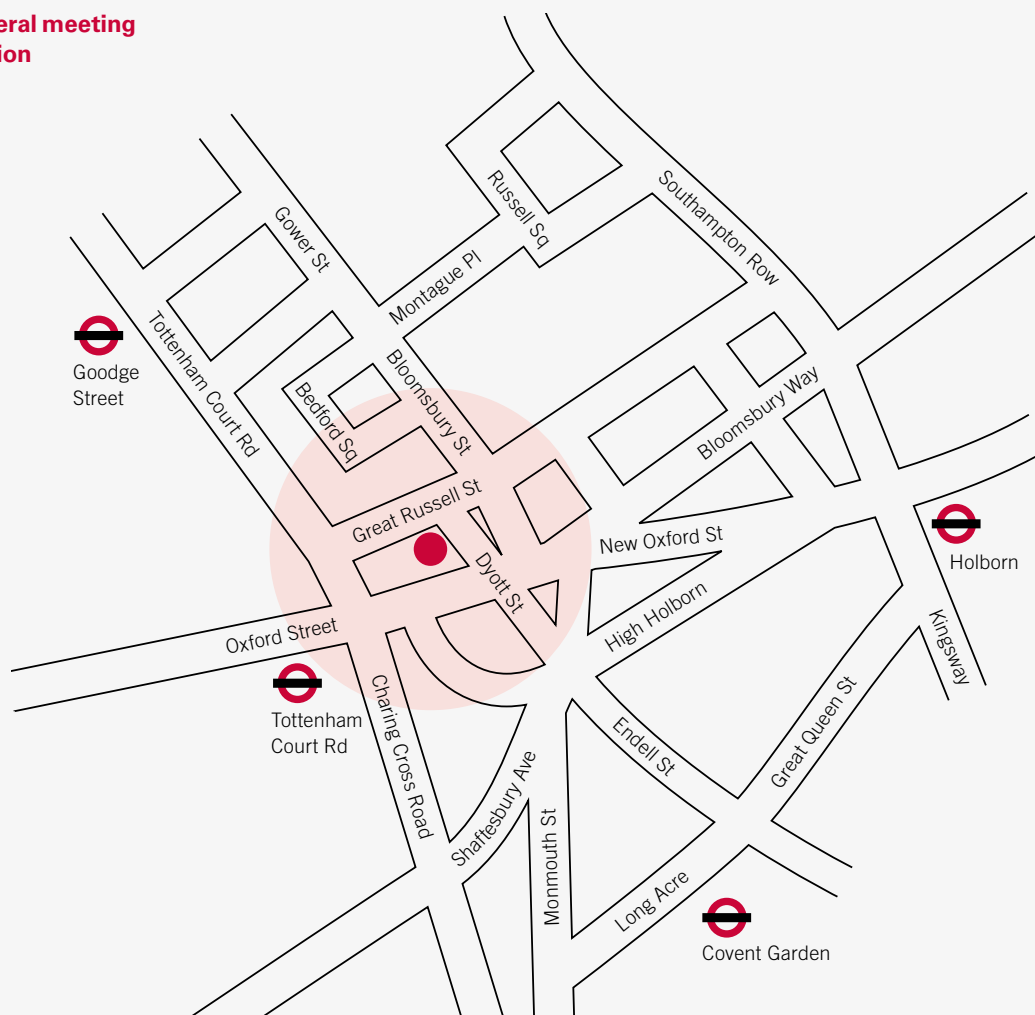 eral meeting
ion
Southampton Row
Russell Sq
Gower St
Montague Pl
Tottenham Court Rd
Goodge
Street
Bloomsbury St
Bedford Sq
Bloomsbury Way
Great Russell St
New Oxford St
Holborn
Dyott St
High Holborn
Oxford Street
Kingsway
Tottenham
Court Rd
Charing Cross Road
Endell St
Great Queen St
Shaftesbury Ave
Monmouth St
Long Acre
Covent Garden